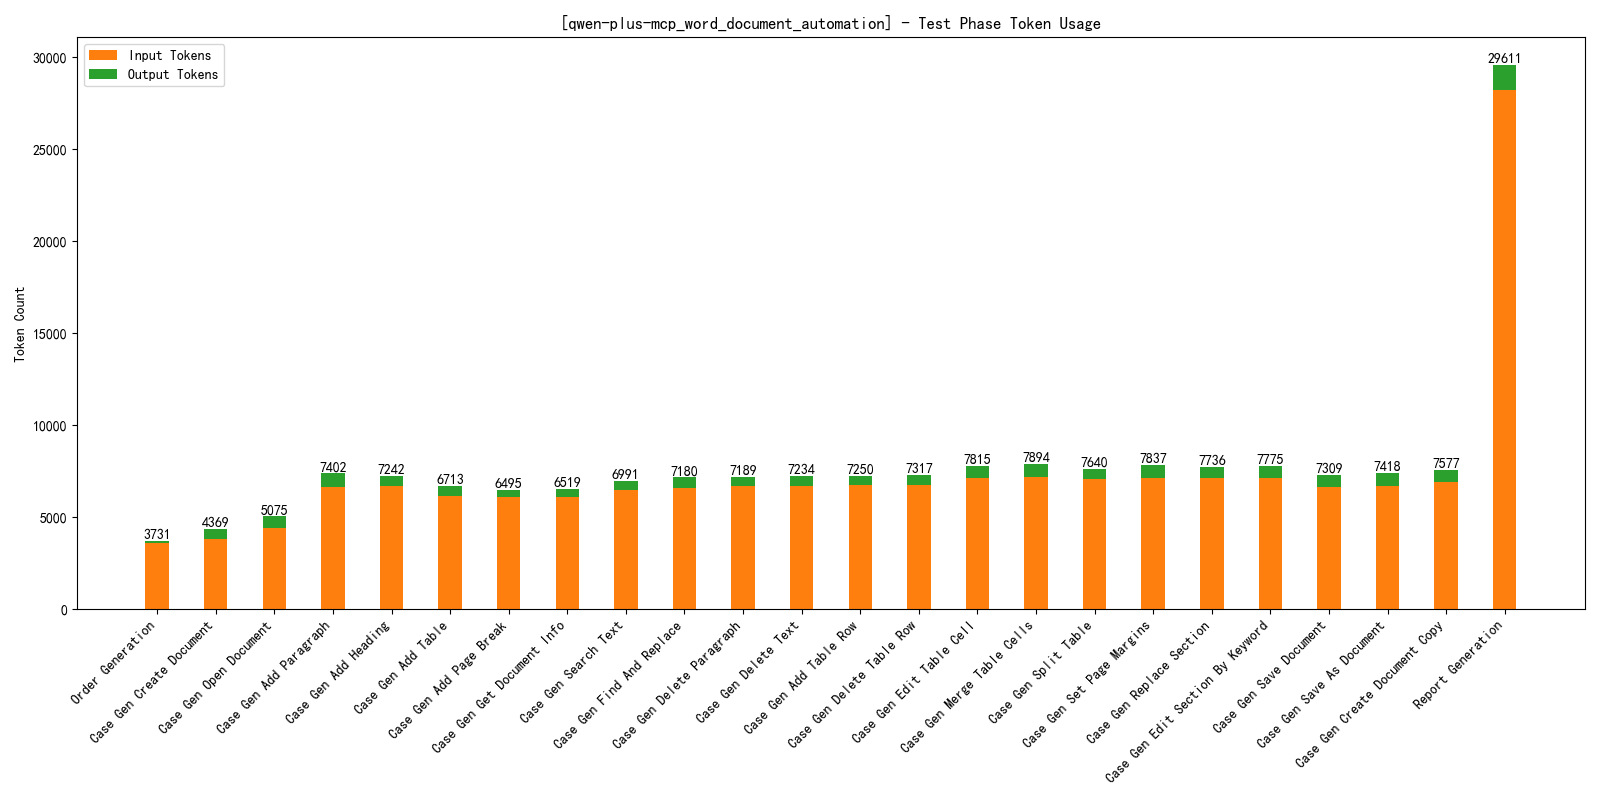 [qwen-plus-mcp_word_document_automation] - Test Phase Token Usage
Input Tokens
Output Tokens
Token Count
30000
25000
20000
15000
10000
5000
0
3731
4369
5075
7402
7242
6713
6495
6519
6991
7180
7189
7234
7250
7317
7815
7894
7640
7837
7736
7775
7309
7418
7577
29611
Order Generation
Case Gen Create Document
Case Gen Open Document
Case Gen Add Paragraph
Case Gen Add Heading
Case Gen Add Table
Case Gen Add Page Break
Case Gen Get Document Info
Case Gen Search Text
Case Gen Find And Replace
Case Gen Delete Paragraph
Case Gen Delete Text
Case Gen Add Table Row
Case Gen Delete Table Row
Case Gen Edit Table Cell
Case Gen Merge Table Cells
Case Gen Split Table
Case Gen Set Page Margins
Case Gen Replace Section
Case Gen Edit Section By Keyword
Case Gen Save Document
Case Gen Save As Document
Case Gen Create Document Copy
Report Generation